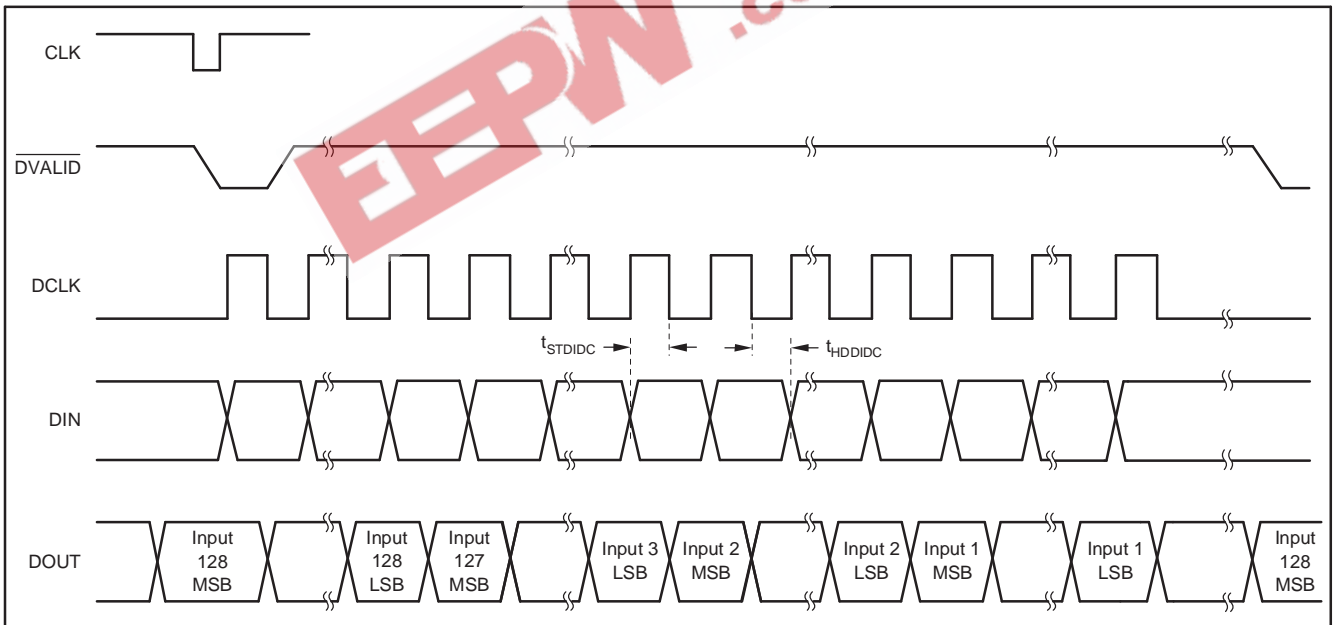 EEPW .co
CLK
DVALID
DCLK
tSTDIDC
tHDDIDC
DIN
DOUT
Input 128 MSB
Input 128 LSB
Input 127 MSB
Input 3 LSB
Input 2 MSB
Input 2 LSB
Input 1 MSB
Input 1 LSB
Input 128 MSB